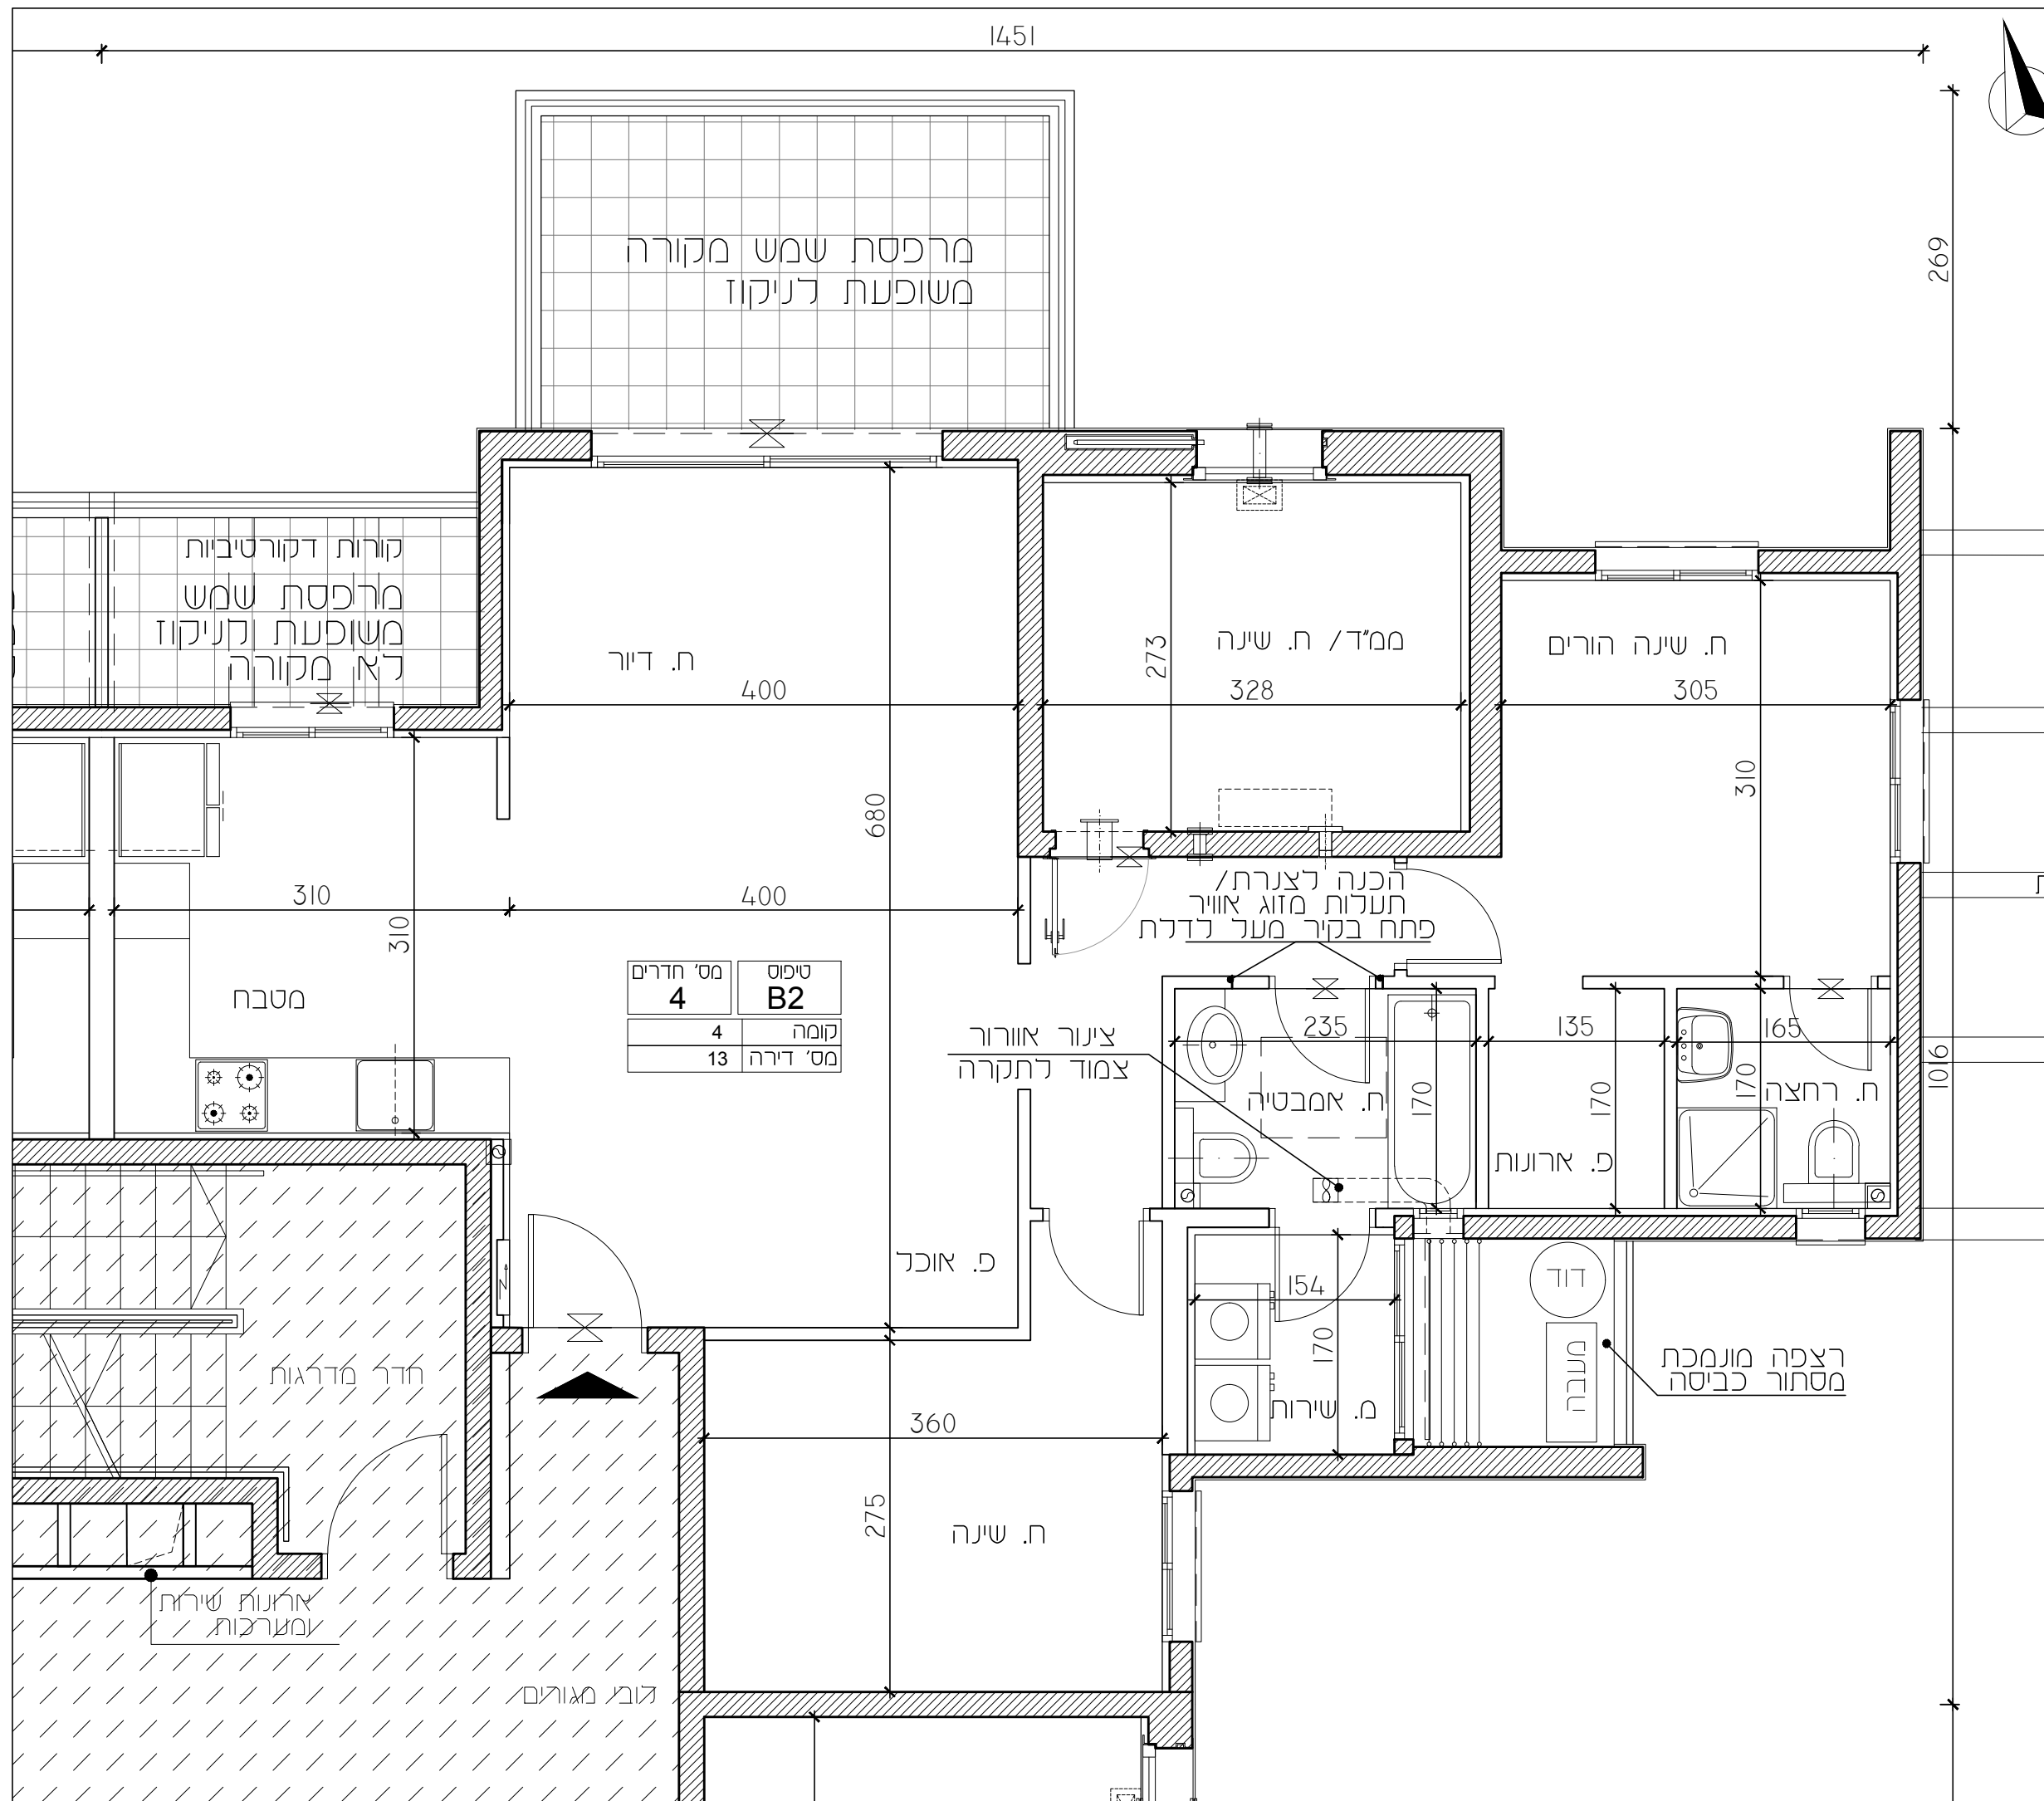 1451
269
מרפסת שמש מקורה
משופעת לניקוז
קורות דקורטיביות
מרפסת שמש
משופעת לניקוז
לא מקורה
ח. דיור
400
680
273
ממ"ד/ ח. שינה
328
ח. שינה הורים
305
310
310
310
400
מטבח
מס' חדרים
4
טיפוס
B2
קומה 4
מס' דירה 13
הכנה לצנרת/
תעלות מזוג אוויר
פתח בקיר מעל לדלת
צינור אוורור
צמוד לתקרה
235
135
165
170
170
170
1016
ח. אמבטיה
פ. ארונות
ח. רחצה
פ. אוכל
154
170
מ. שירות
דוד
מעבה
רצפה מונמכת
מסתור כביסה
חדר מדרגות
360
275
ח. שינה
ארונות שירות
ומערכות
לובי מגורים